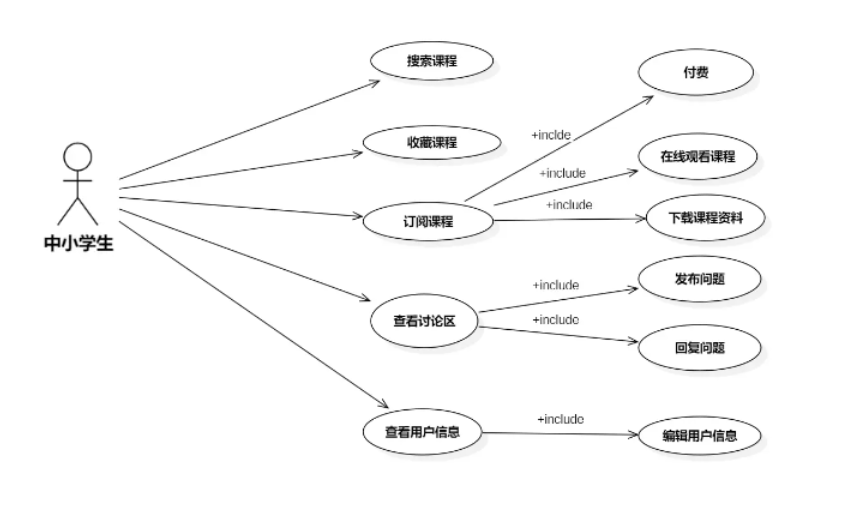 搜索课程
付费
+inclde
收藏课程
在线观看课程
+include
+include
订阅课程
下载课程资料
中小学生
发布问题
+include
查看讨论区
+include
回复问题
+include
查看用户信息
编辑用户信息